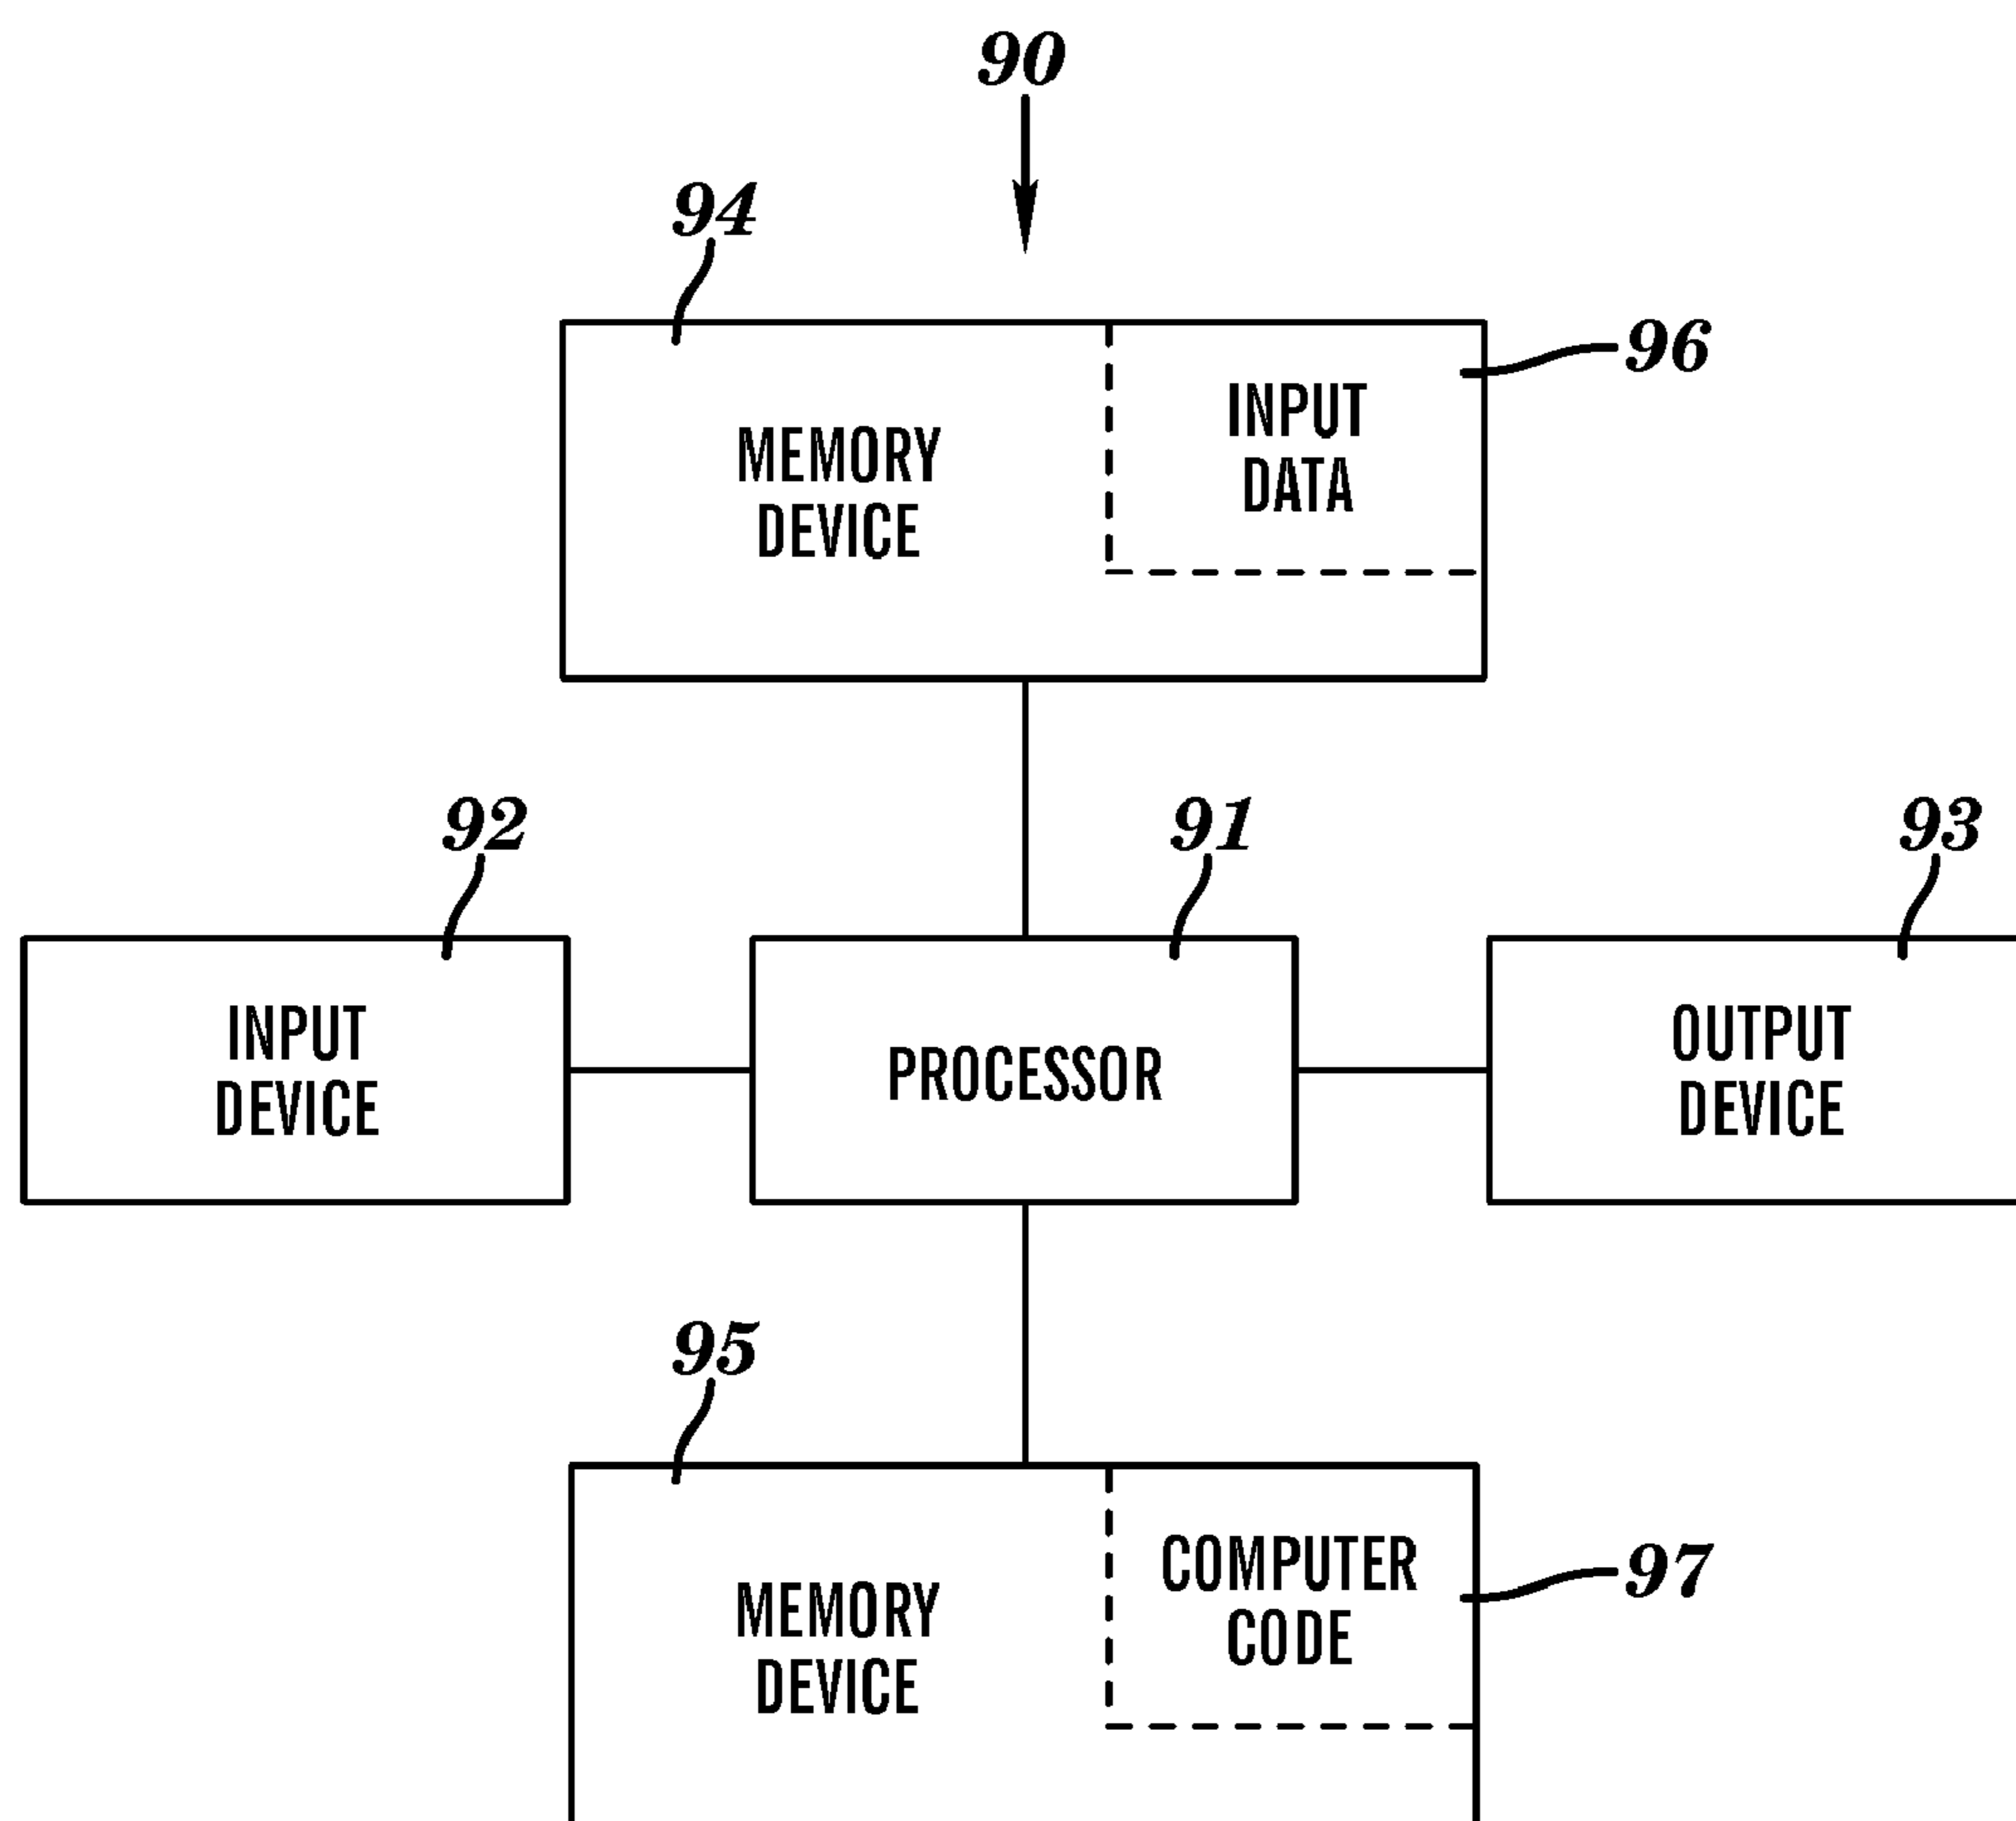 90
94
96
INPUT
DATA
MEMORY
DEVICE
92
91
93
INPUT
DEVICE
PROCESSOR
OUTPUT
DEVICE
95
COMPUTER
CODE
97
MEMORY
DEVICE